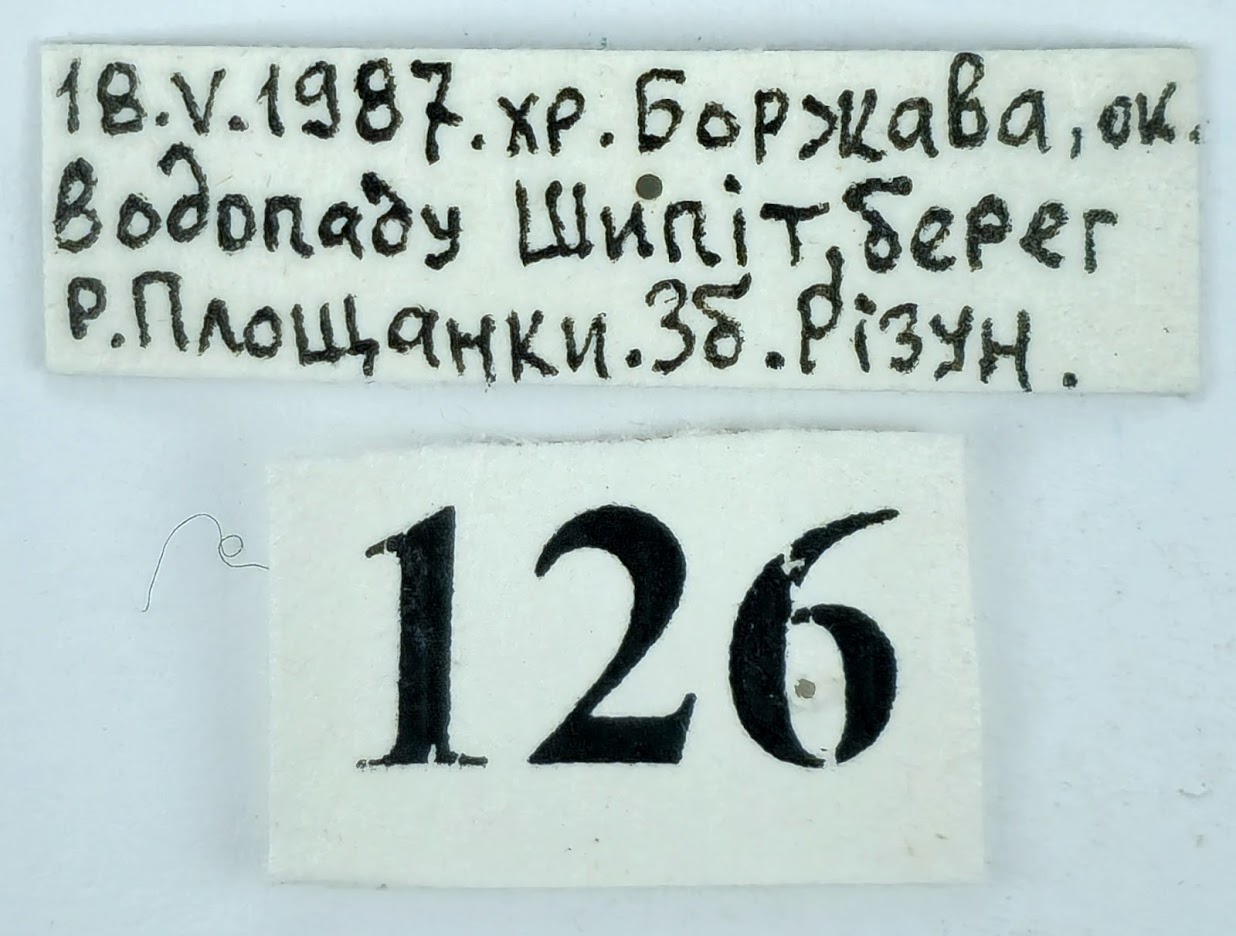 18.V.1987. хр. Боржава, ок.
водопаду Шипіт, берег
р. Площанки. Зб. Різун.
126